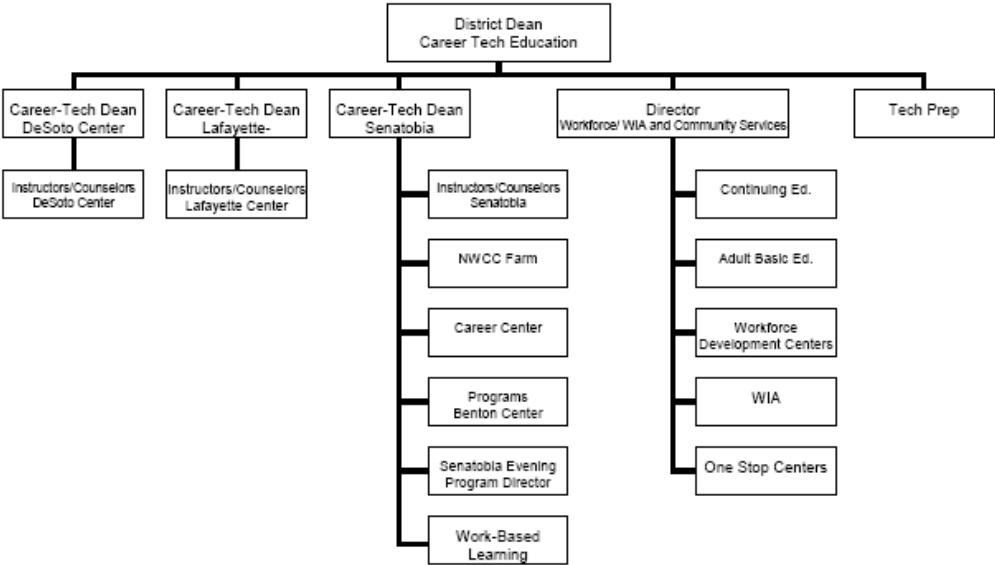 District Dean
Career Tech Education
Career-Tech Dean
DeSoto Center
Career-Tech Dean
Lafayette-
Career-Tech Dean
Senatobia
Director
Workforce/ WIA and Community Services
Tech Prep
Instructors/Counselors
DeSoto Center
Instructors/Counselors
Lafayette Center
Instructors/Counselors
Senatobia
NWCC Farm
Career Center
Programs
Benton Center
Senatobia Evening
Program Director
Work-Based
Learning
Continuing Ed.
Adult Basic Ed.
Workforce
Development Centers
WIA
One Stop Centers